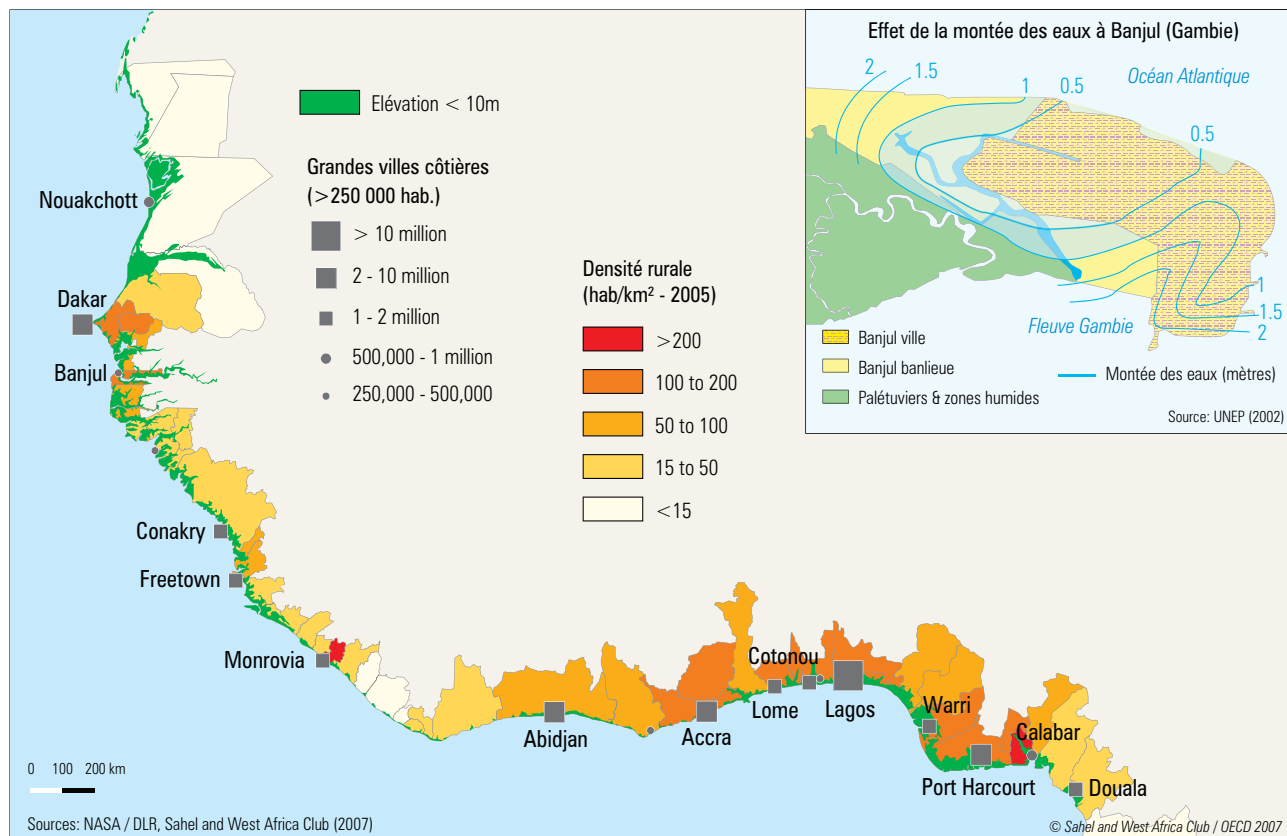 Effet de la montée des eaux à Banjul (Gambie)
2
1.5
1
0.5
Océan Atlantique
0.5
1
1.5
2
Fleuve Gambie
Banjul ville
Banjul banlieue
Palétuviers & zones humides
Montée des eaux (mètres)
Source: UNEP (2002)
Elévation < 10m
Grandes villes côtières
(>250 000 hab.)
> 10 million
2 - 10 million
1 - 2 million
500,000 - 1 million
250,000 - 500,000
Densité rurale
(hab/km² - 2005)
>200
100 to 200
50 to 100
15 to 50
<15
Nouakchott
Dakar
Banjul
Conakry
Freetown
Monrovia
Abidjan
Accra
Lome
Cotonou
Lagos
Warri
Port Harcourt
Calabar
Douala
0 100 200 km
Sources: NASA / DLR, Sahel and West Africa Club (2007)
© Sahel and West Africa Club / OECD 2007